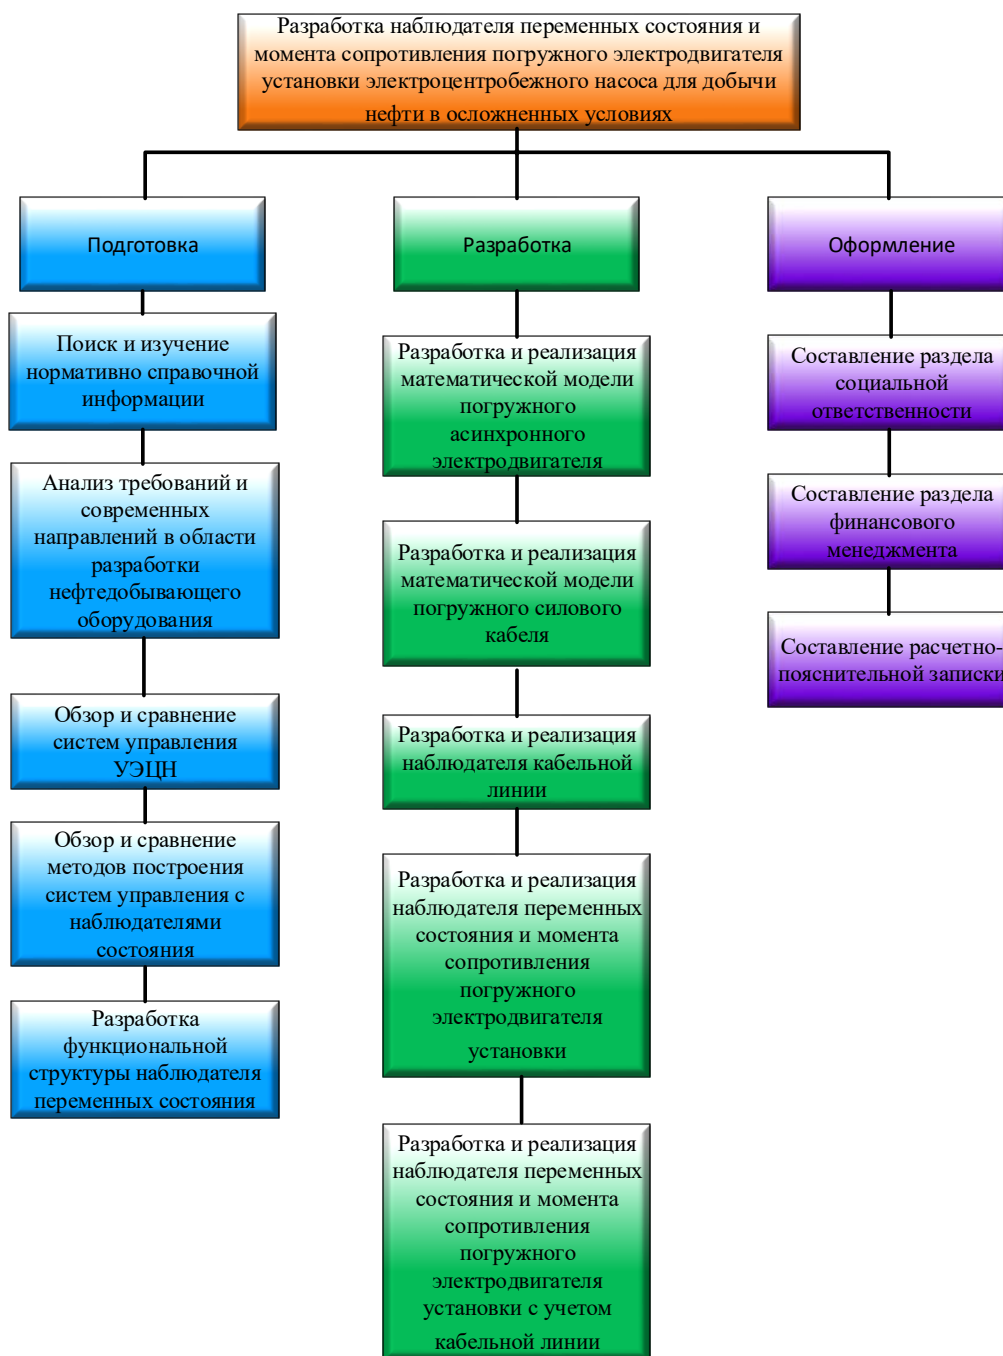 Разработка наблюдателя переменных состояния и
момента сопротивления погружного электродвигателя
установки электроцентробежного насоса для добычи
нефти в осложненных условиях
Подготовка
Поиск и изучение
нормативно справочной
информации
Анализ требований и
современных
направлений в области
разработки
нефтедобывающего
оборудования
Обзор и сравнение
систем управления
УЭЦН
Обзор и сравнение
методов построения
систем управления с
наблюдателями
состояния
Разработка
функциональной
структуры наблюдателя
переменных состояния
Разработка
Разработка и реализация
математической модели
погружного
асинхронного
электродвигателя
Разработка и реализация
математической модели
погружного силового
кабеля
Разработка и реализация
наблюдателя кабельной
линии
Разработка и реализация
наблюдателя переменных
состояния и момента
сопротивления
погружного
электродвигателя
установки
Разработка и реализация
наблюдателя переменных
состояния и момента
сопротивления
погружного
электродвигателя
установки с учетом
кабельной линии
Оформление
Составление раздела
социальной
ответственности
Составление раздела
финансового
менеджмента
Составление расчетно-
пояснительной записки